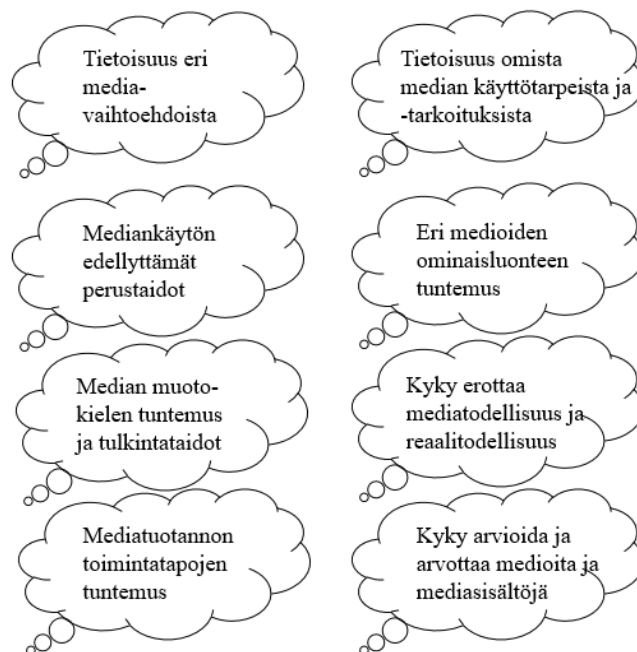 Tietoisuus eri
media-
vaihtoehdoista
Tietoisuus omista
median käyttötarpeista ja
-tarkoituksista
Mediankäytön
edellyttämät
perustaidot
Eri medioiden
ominaisluonteen
tuntemus
Median muoto-
kielen tuntemus
ja tulkintataidot
Kyky erottaa
mediatodellisuus ja
reaalitodellisuus
Mediatuotannon
toimintatapojen
tuntemus
Kyky arvioida ja
arvottaa medioita ja
mediasisältöjä